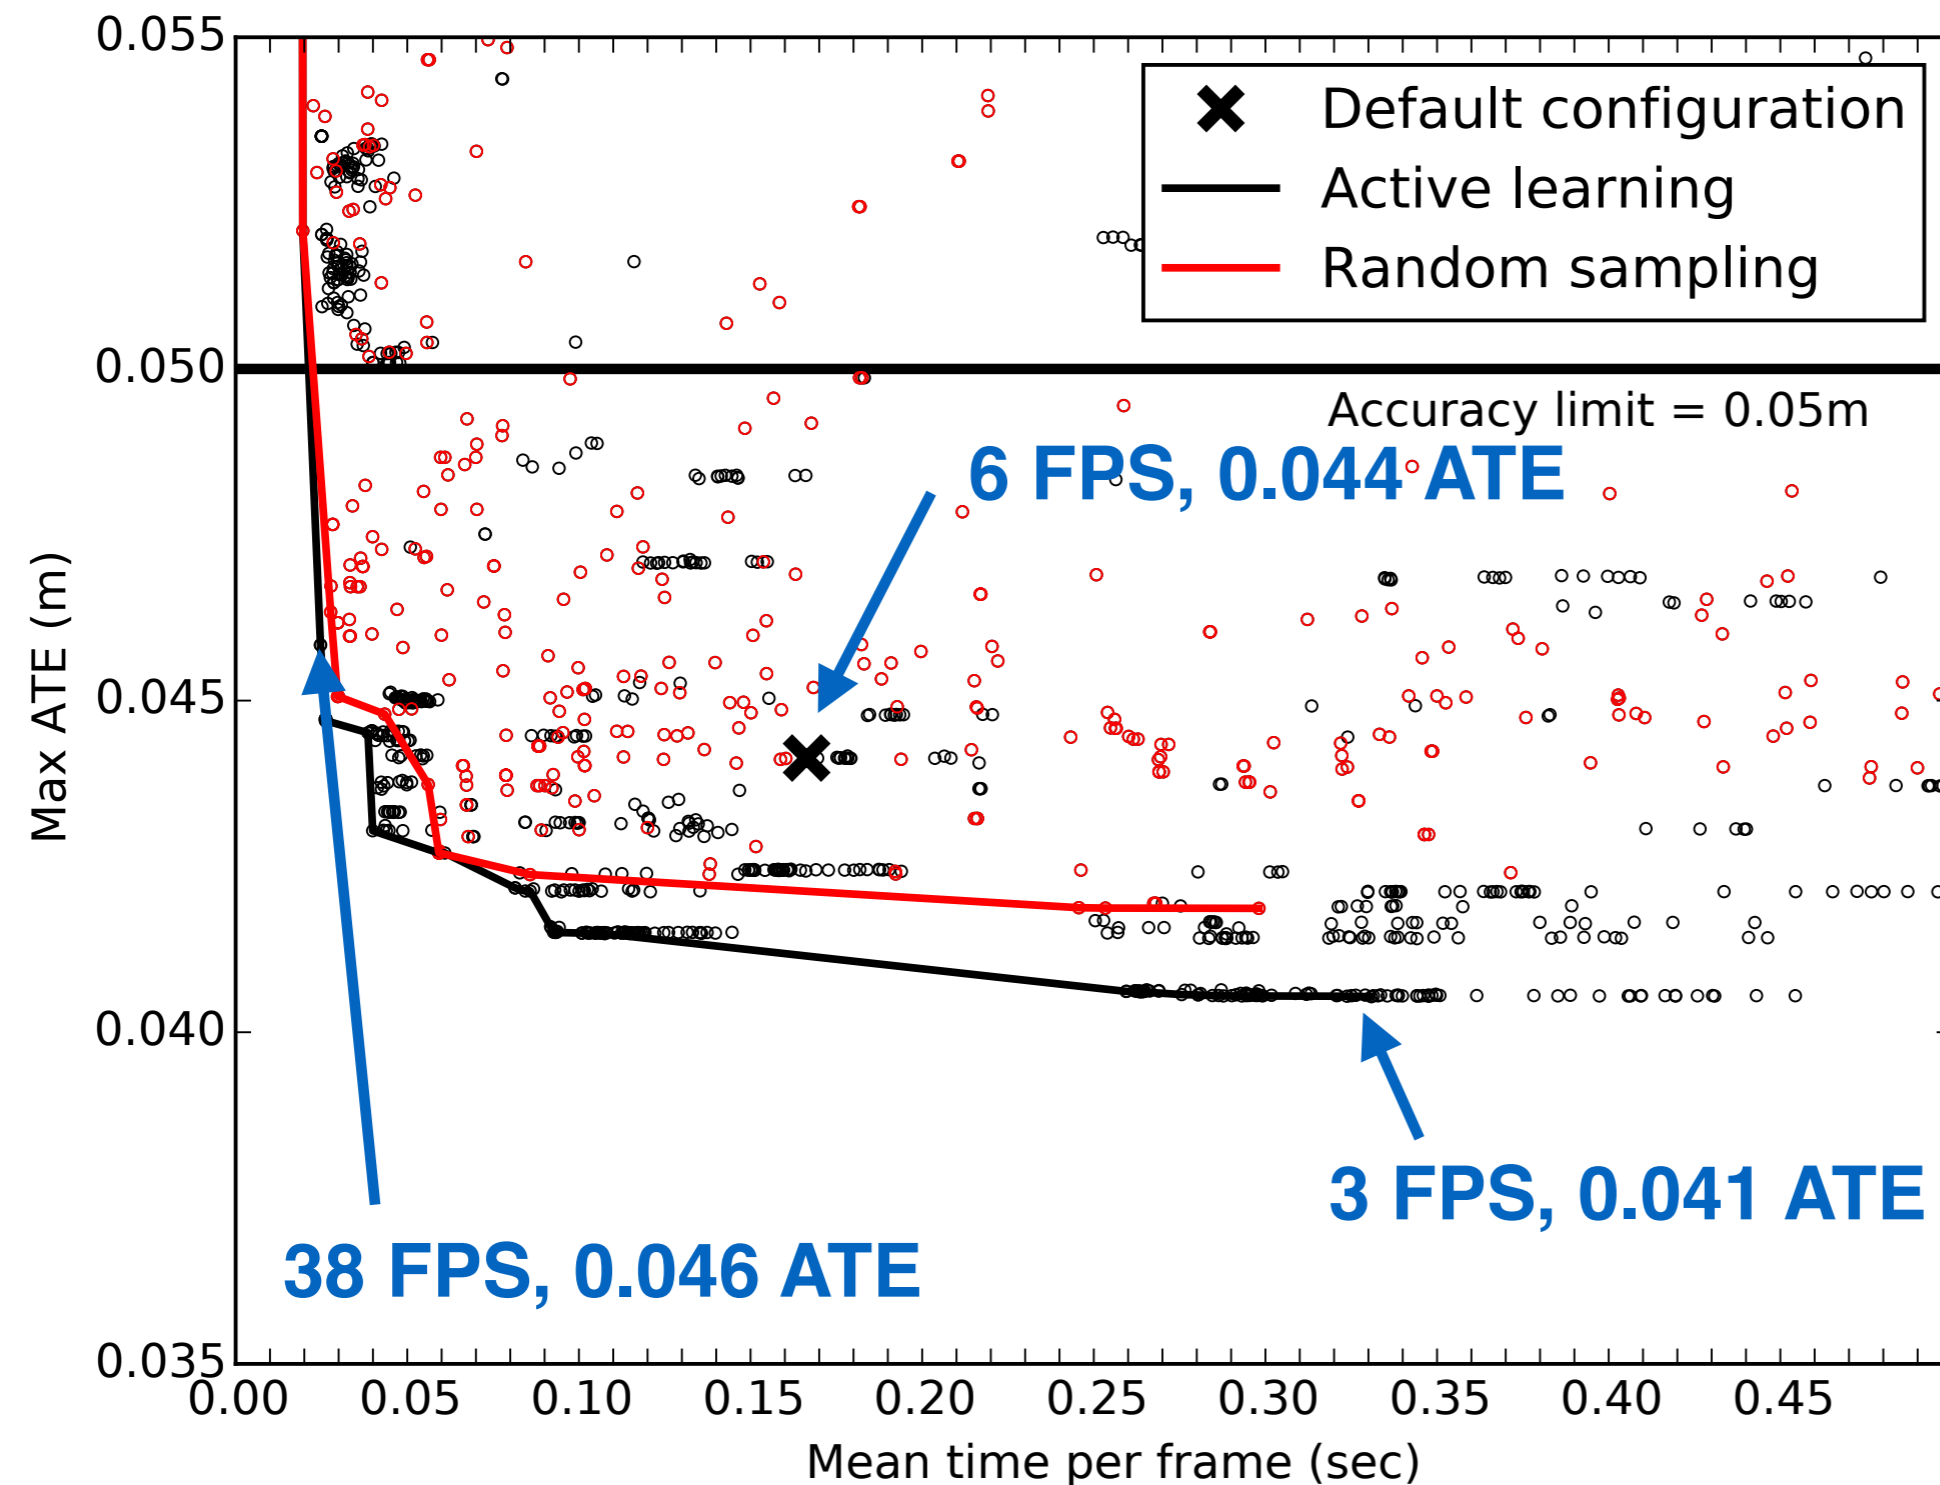 0.055
0.050
0.045
0.040
0.035
Max ATE (m)
Default configuration
Active learning
Random sampling
Accuracy limit = 0.05m
6 FPS, 0.044 ATE
3 FPS, 0.041 ATE
38 FPS, 0.046 ATE
0.00 0.05 0.10 0.15 0.20 0.25 0.30 0.35 0.40 0.45
Mean time per frame (sec)